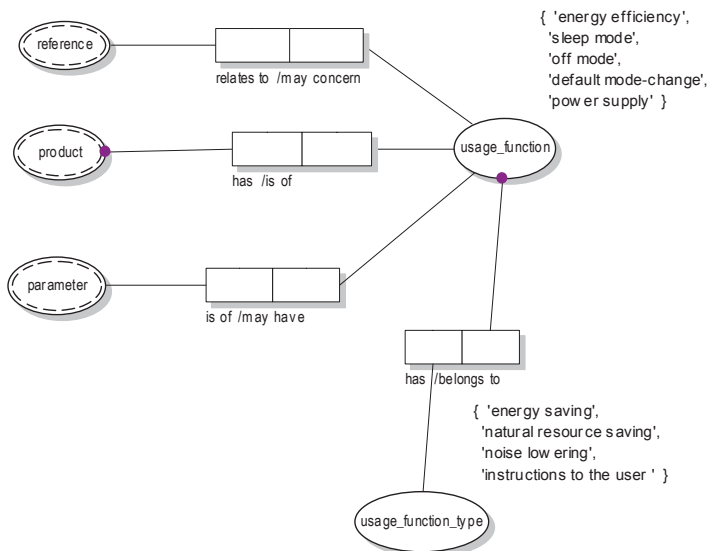 { 'energy efficiency',
'sleep mode',
'off mode',
'default mode-change',
'power supply' }
reference
relates to /may concern
product
has /is of
usage_function
parameter
is of /may have
has /belongs to
{ 'energy saving',
'natural resource saving',
'noise lowering',
'instructions to the user ' }
usage_function_type